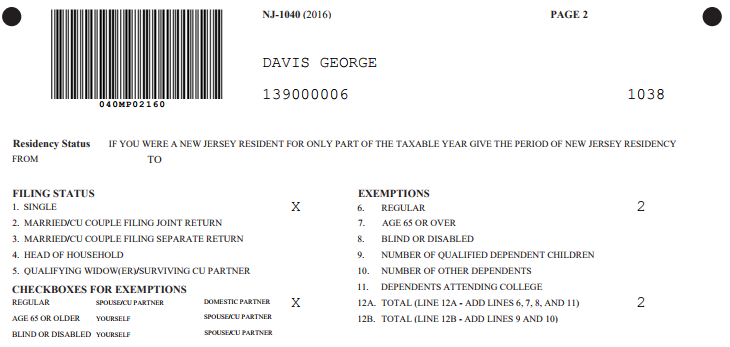 NJ-1040 (2016) PAGE 2
DAVIS GEORGE
139000006 1038
040MP02160
Residency Status IF YOU WERE A NEW JERSEY RESIDENT FOR ONLY PART OF THE TAXABLE YEAR GIVE THE PERIOD OF NEW JERSEY RESIDENCY
FROM TO
FILING STATUS
1. SINGLE X
2. MARRIED/CU COUPLE FILING JOINT RETURN
3. MARRIED/CU COUPLE FILING SEPARATE RETURN
4. HEAD OF HOUSEHOLD
5. QUALIFYING WIDOW(ER)/SURVIVING CU PARTNER
CHECKBOXES FOR EXEMPTIONS
REGULAR SPOUSE/CU PARTNER DOMESTIC PARTNER X
AGE 65 OR OLDER YOURSELF SPOUSE/CU PARTNER
BLIND OR DISABLED YOURSELF SPOUSE/CU PARTNER
EXEMPTIONS
6. REGULAR 2
7. AGE 65 OR OVER
8. BLIND OR DISABLED
9. NUMBER OF QUALIFIED DEPENDENT CHILDREN
10. NUMBER OF OTHER DEPENDENTS
11. DEPENDENTS ATTENDING COLLEGE
12A. TOTAL (LINE 12A - ADD LINES 6, 7, 8, AND 11) 2
12B. TOTAL (LINE 12B - ADD LINES 9 AND 10)